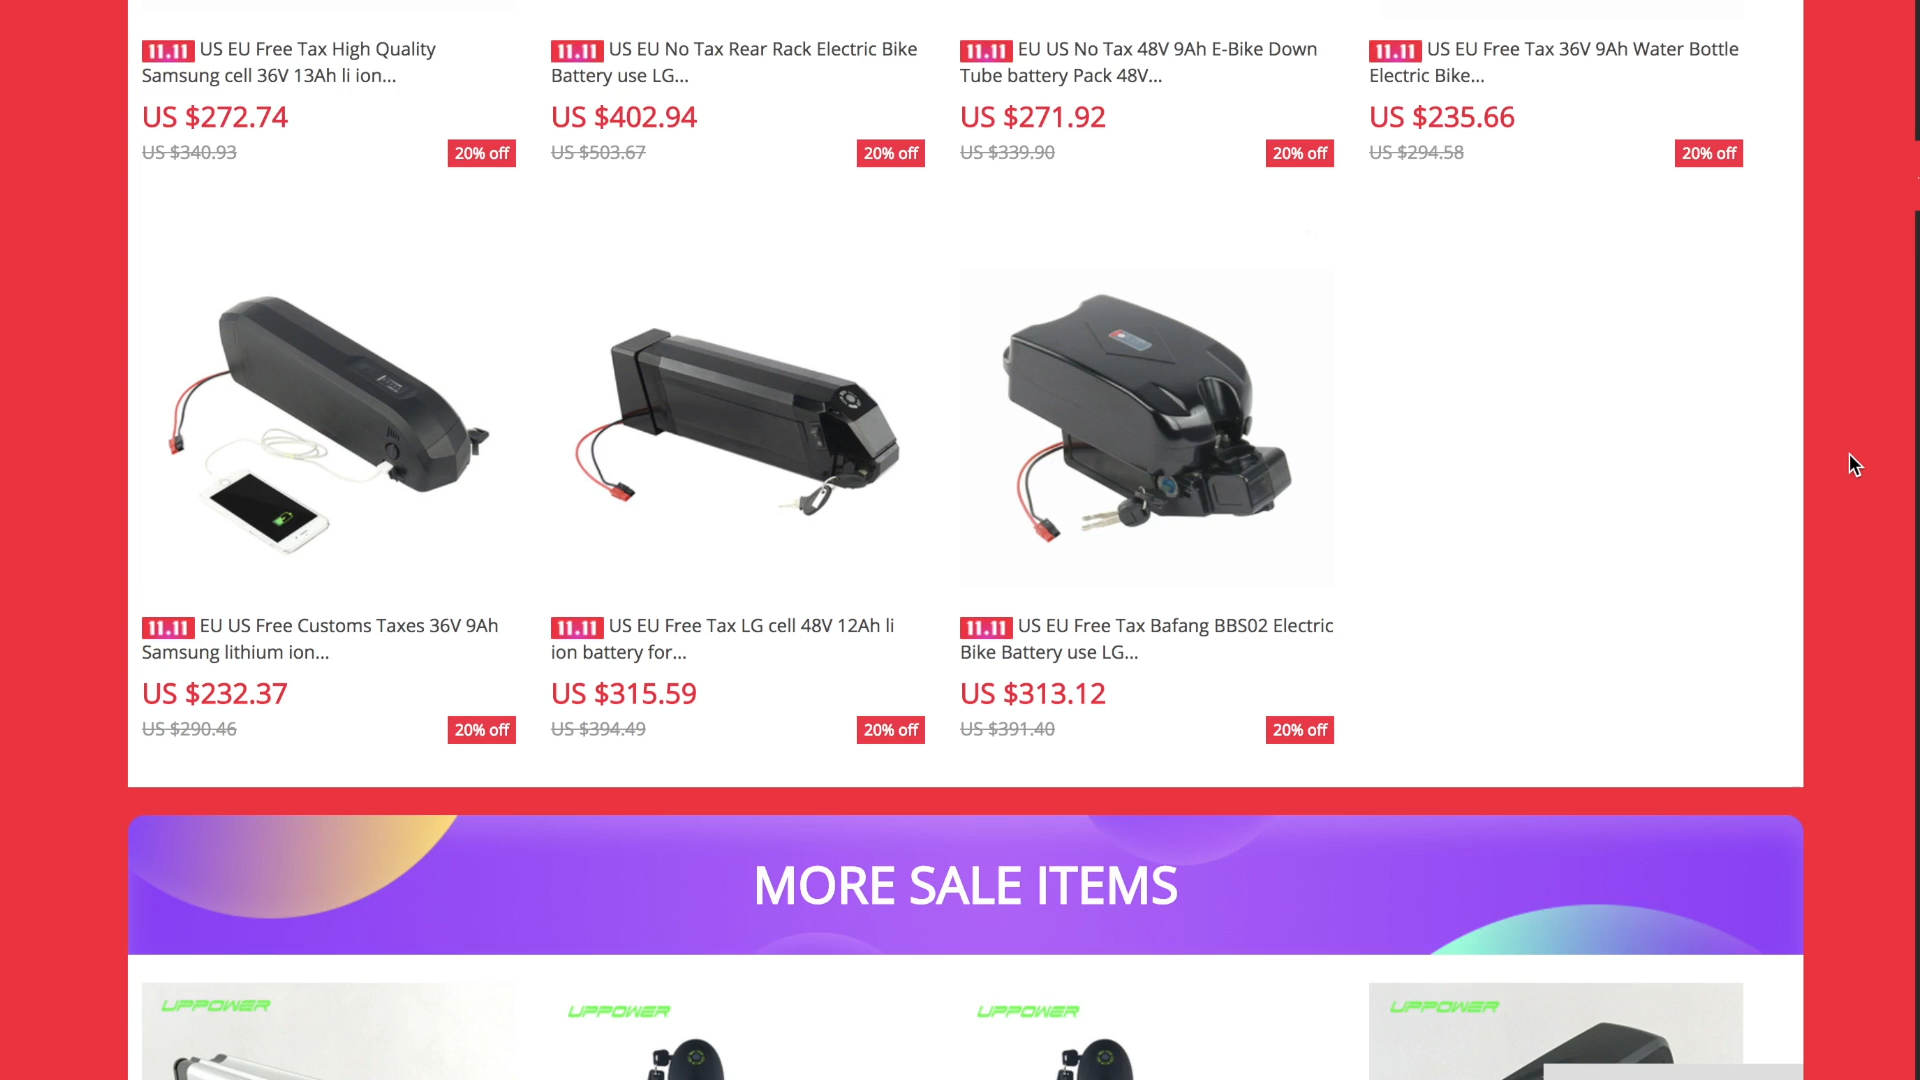 11.11 US EU Free Tax High Quality
Samsung cell 36V 13Ah li ion...
US $272.74
US $340.93
20% off
11.11 US EU No Tax Rear Rack Electric Bike
Battery use LG...
US $402.94
US $503.67
20% off
11.11 EU US No Tax 48V 9Ah E-Bike Down
Tube battery Pack 48V...
US $271.92
US $339.90
20% off
11.11 US EU Free Tax 36V 9Ah Water Bottle
Electric Bike...
US $235.66
US $294.58
20% off
11.11 EU US Free Customs Taxes 36V 9Ah
Samsung lithium ion...
US $232.37
US $290.46
20% off
11.11 US EU Free Tax LG cell 48V 12Ah li
ion battery for...
US $315.59
US $394.49
20% off
11.11 US EU Free Tax Bafang BBS02 Electric
Bike Battery use LG...
US $313.12
US $391.40
20% off
MORE SALE ITEMS
UPPOWER
UPPOWER
UPPOWER
UPPOWER